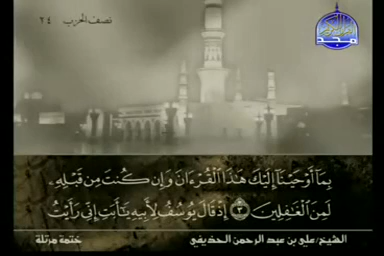 نصف الحزب ٢٤
مجد
بِمَآ أَوْحَيْنَآ إِلَيْكَ هَٰذَا ٱلْقُرْءَانَ وَإِن كُنتَ مِن قَبْلِهِۦ
لَمِنَ ٱلْغَٰفِلِينَ ٣ إِذْ قَالَ يُوسُفُ لِأَبِيهِ يَٰٓأَبَتِ إِنِّى رَأَيْتُ
الشيخ/علي بن عبد الرحمن الحذيفي
ختمة مرتلة